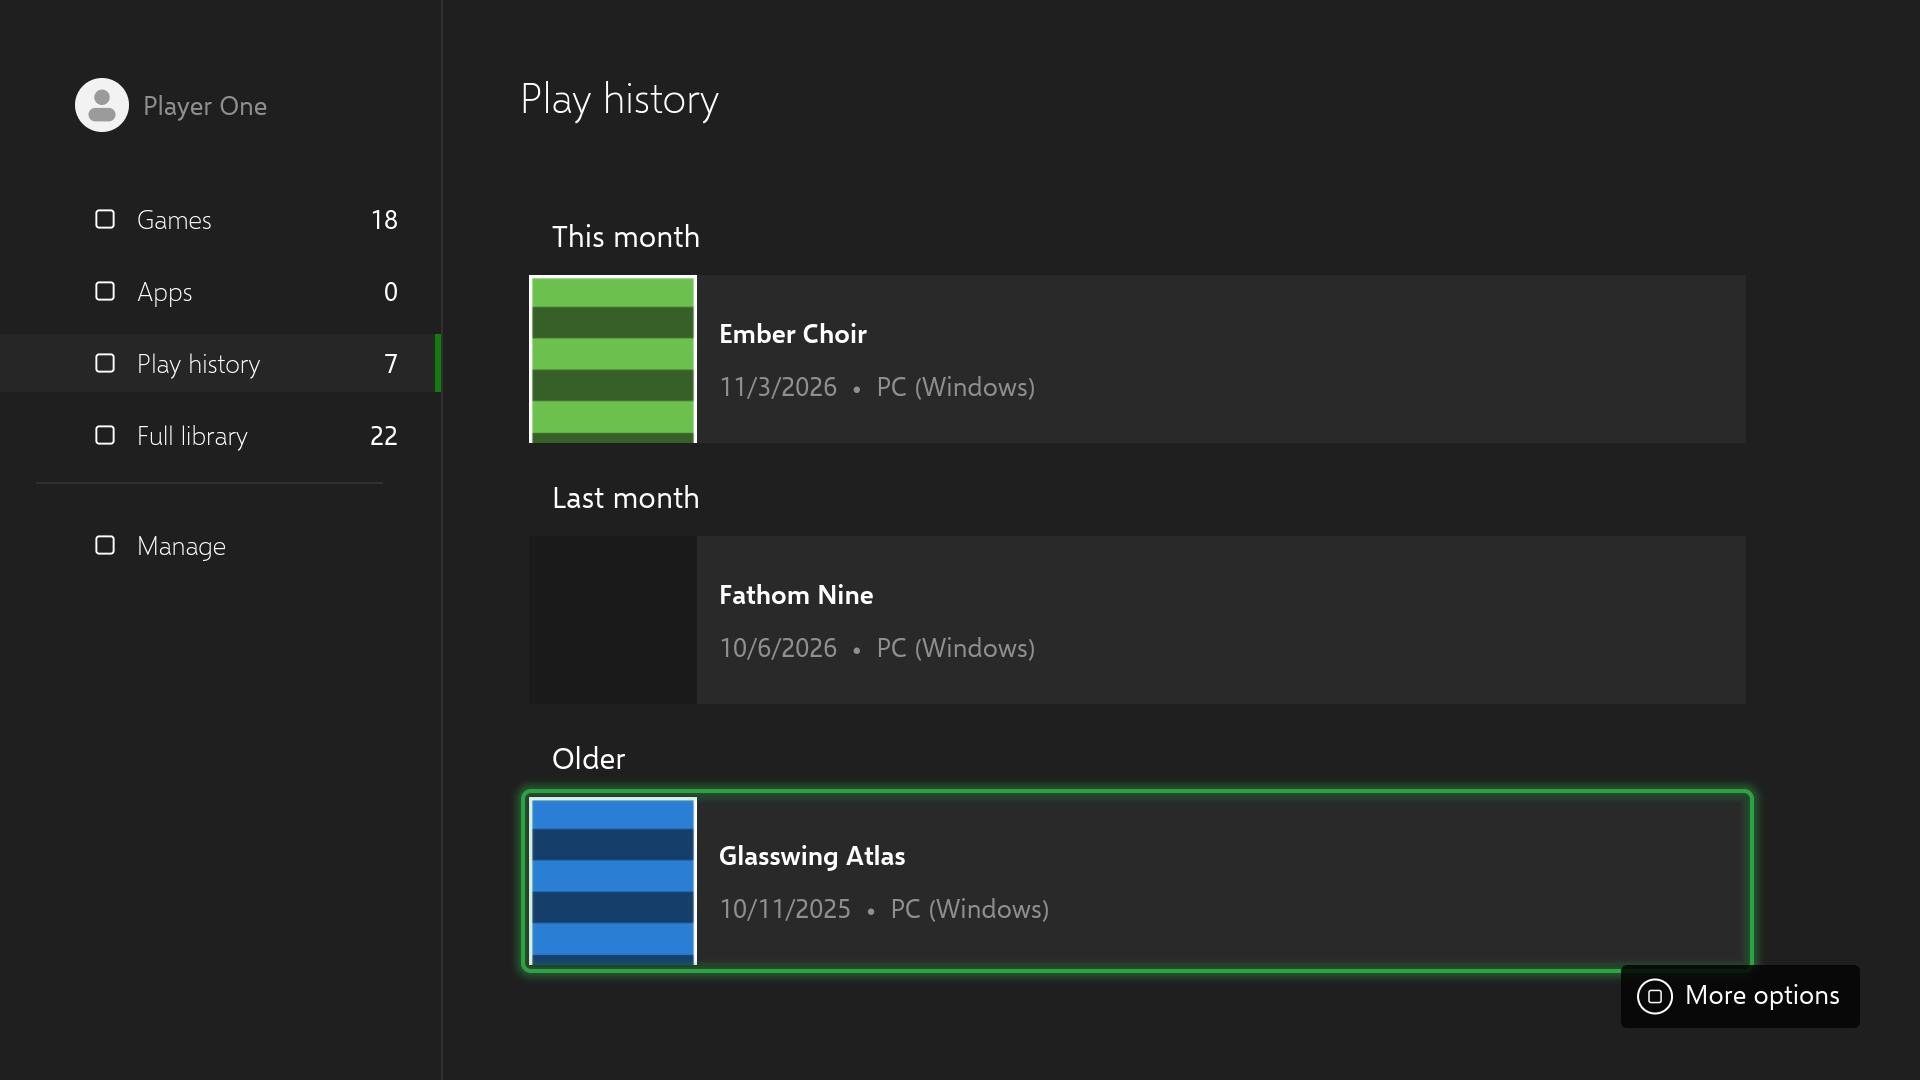 Player One
Games 18
Apps 0
Play history 7
Full library 22
Manage
Play history
This month
Ember Choir
11/3/2026 • PC (Windows)
Last month
Fathom Nine
10/6/2026 • PC (Windows)
Older
Glasswing Atlas
10/11/2025 • PC (Windows)
More options